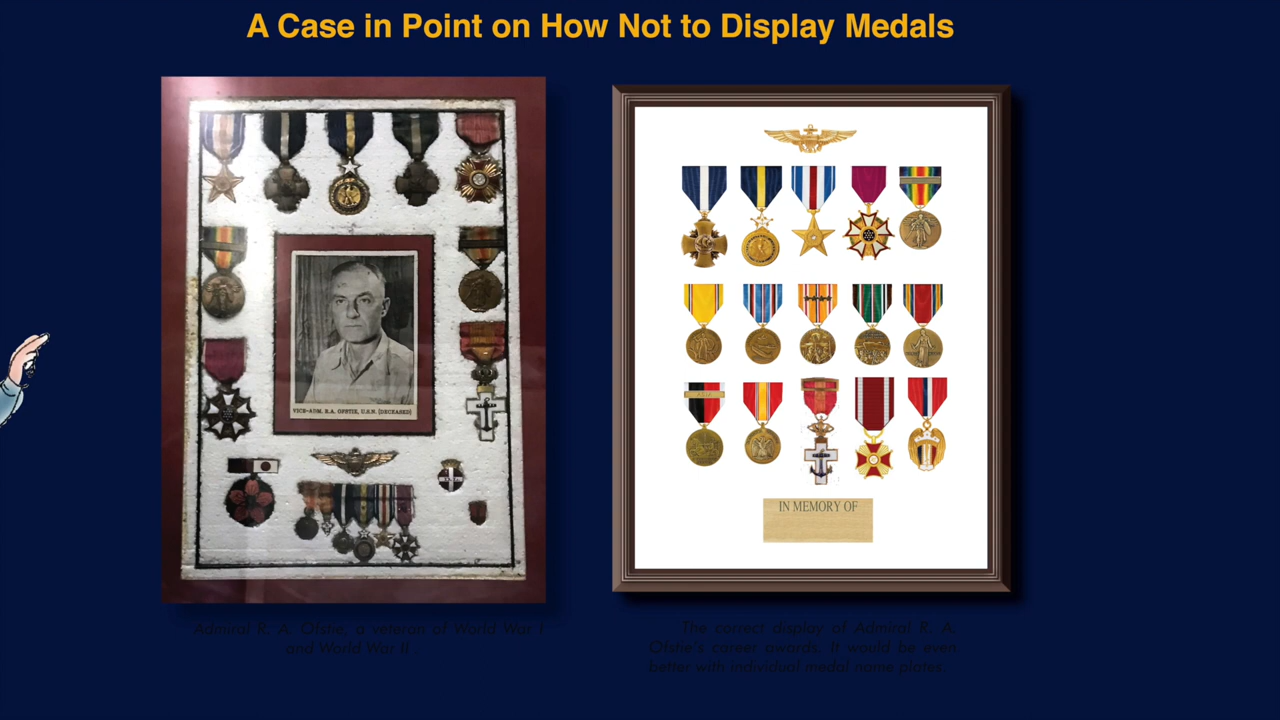 A Case in Point on How Not to Display Medals
VICE-ADM. R.A. OFSTIE, U.S.N. (DECEASED)
IN MEMORY OF
Admiral R. A. Ofstie, a veteran of World War I
and World War II
The correct display of Admiral R. A.
Ofstie's career awards. It would be even
better with individual medal name plates.